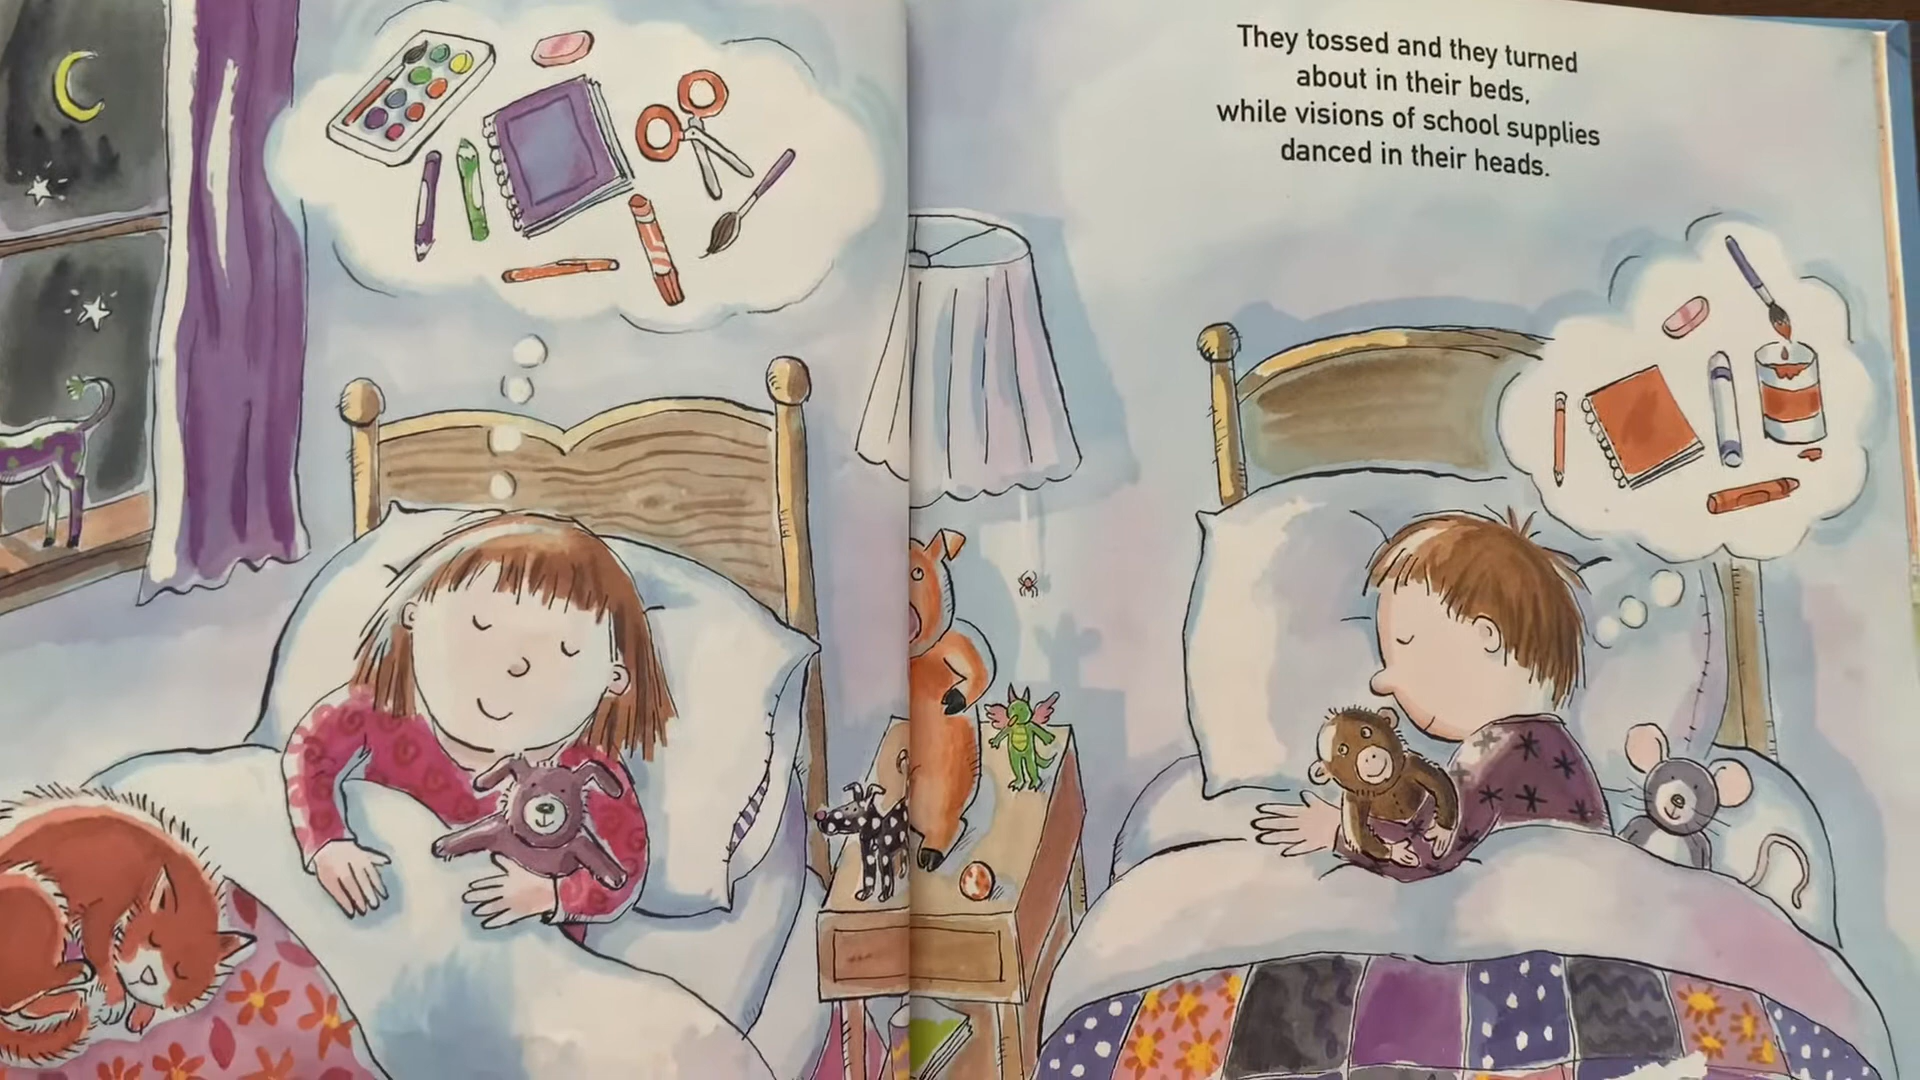 They tossed and they turned
about in their beds,
while visions of school supplies
danced in their heads.